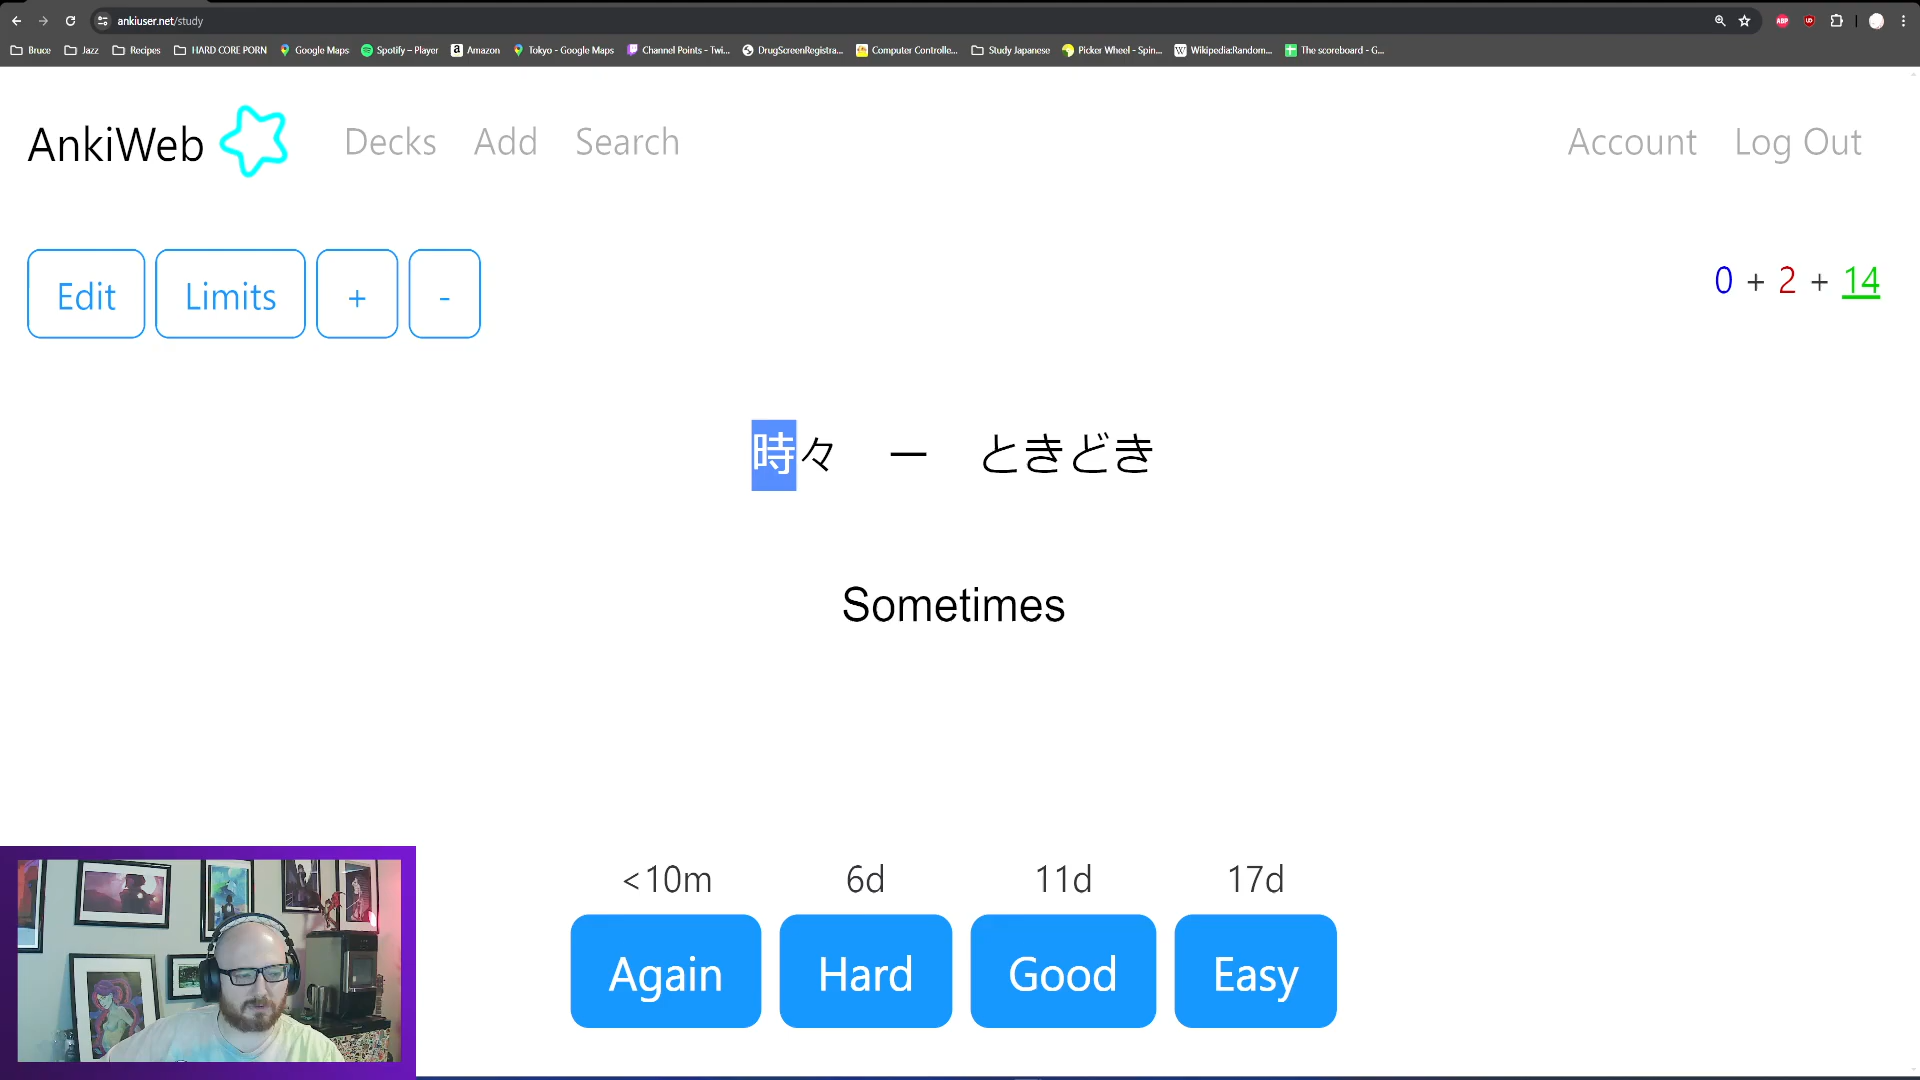 ankiuser.net/study
Bruce Jazz Recipes HARD CORE PORN Google Maps Spotify – Player Amazon Tokyo - Google Maps Channel Points - Twi... DrugScreenRegistra... Computer Controlle... Study Japanese Picker Wheel - Spin... Wikipedia:Random... The scoreboard - G...
AnkiWeb Decks Add Search Account Log Out
Edit Limits + - 0 + 2 + 14
時々 ー ときどき
Sometimes
<10m 6d 11d 17d
Again Hard Good Easy